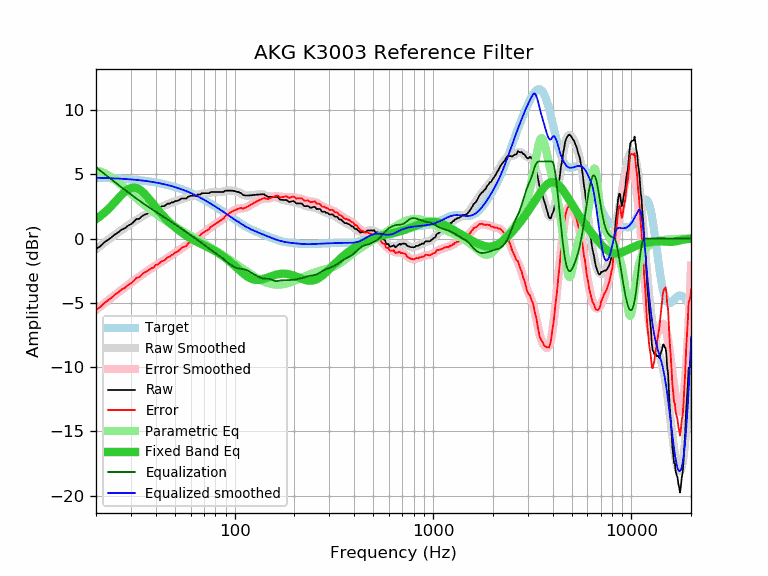 AKG K3003 Reference Filter
Amplitude (dBr)
10
5
0
−5
−10
−15
−20
Target
Raw Smoothed
Error Smoothed
Raw
Error
Parametric Eq
Fixed Band Eq
Equalization
Equalized smoothed
100
1000
10000
Frequency (Hz)